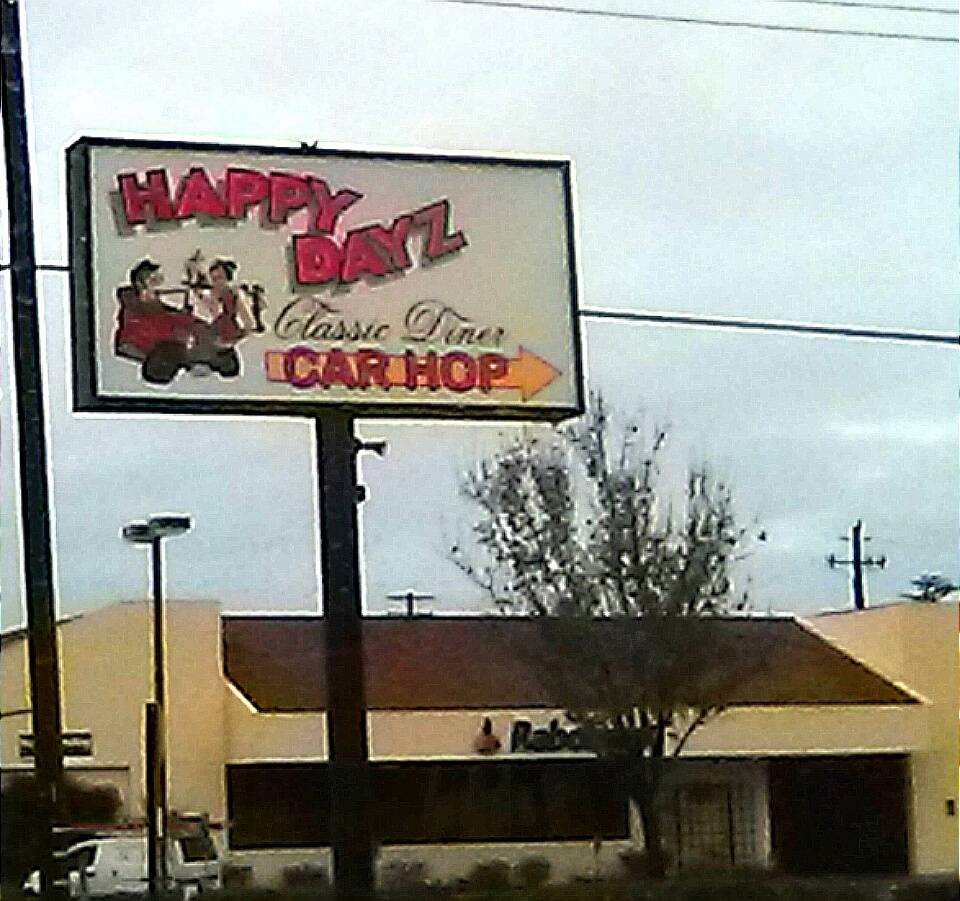 HAPPY
DAYZ
Classic Diner
CAR HOP